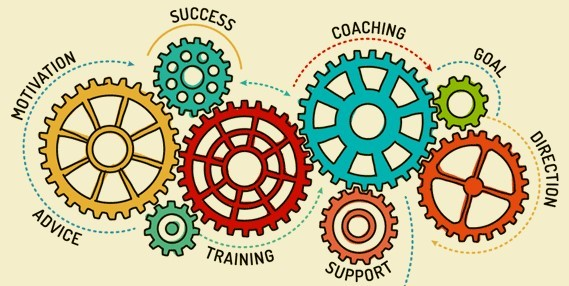 SUCCESS
MOTIVATION
COACHING
GOAL
DIRECTION
ADVICE
TRAINING
SUPPORT